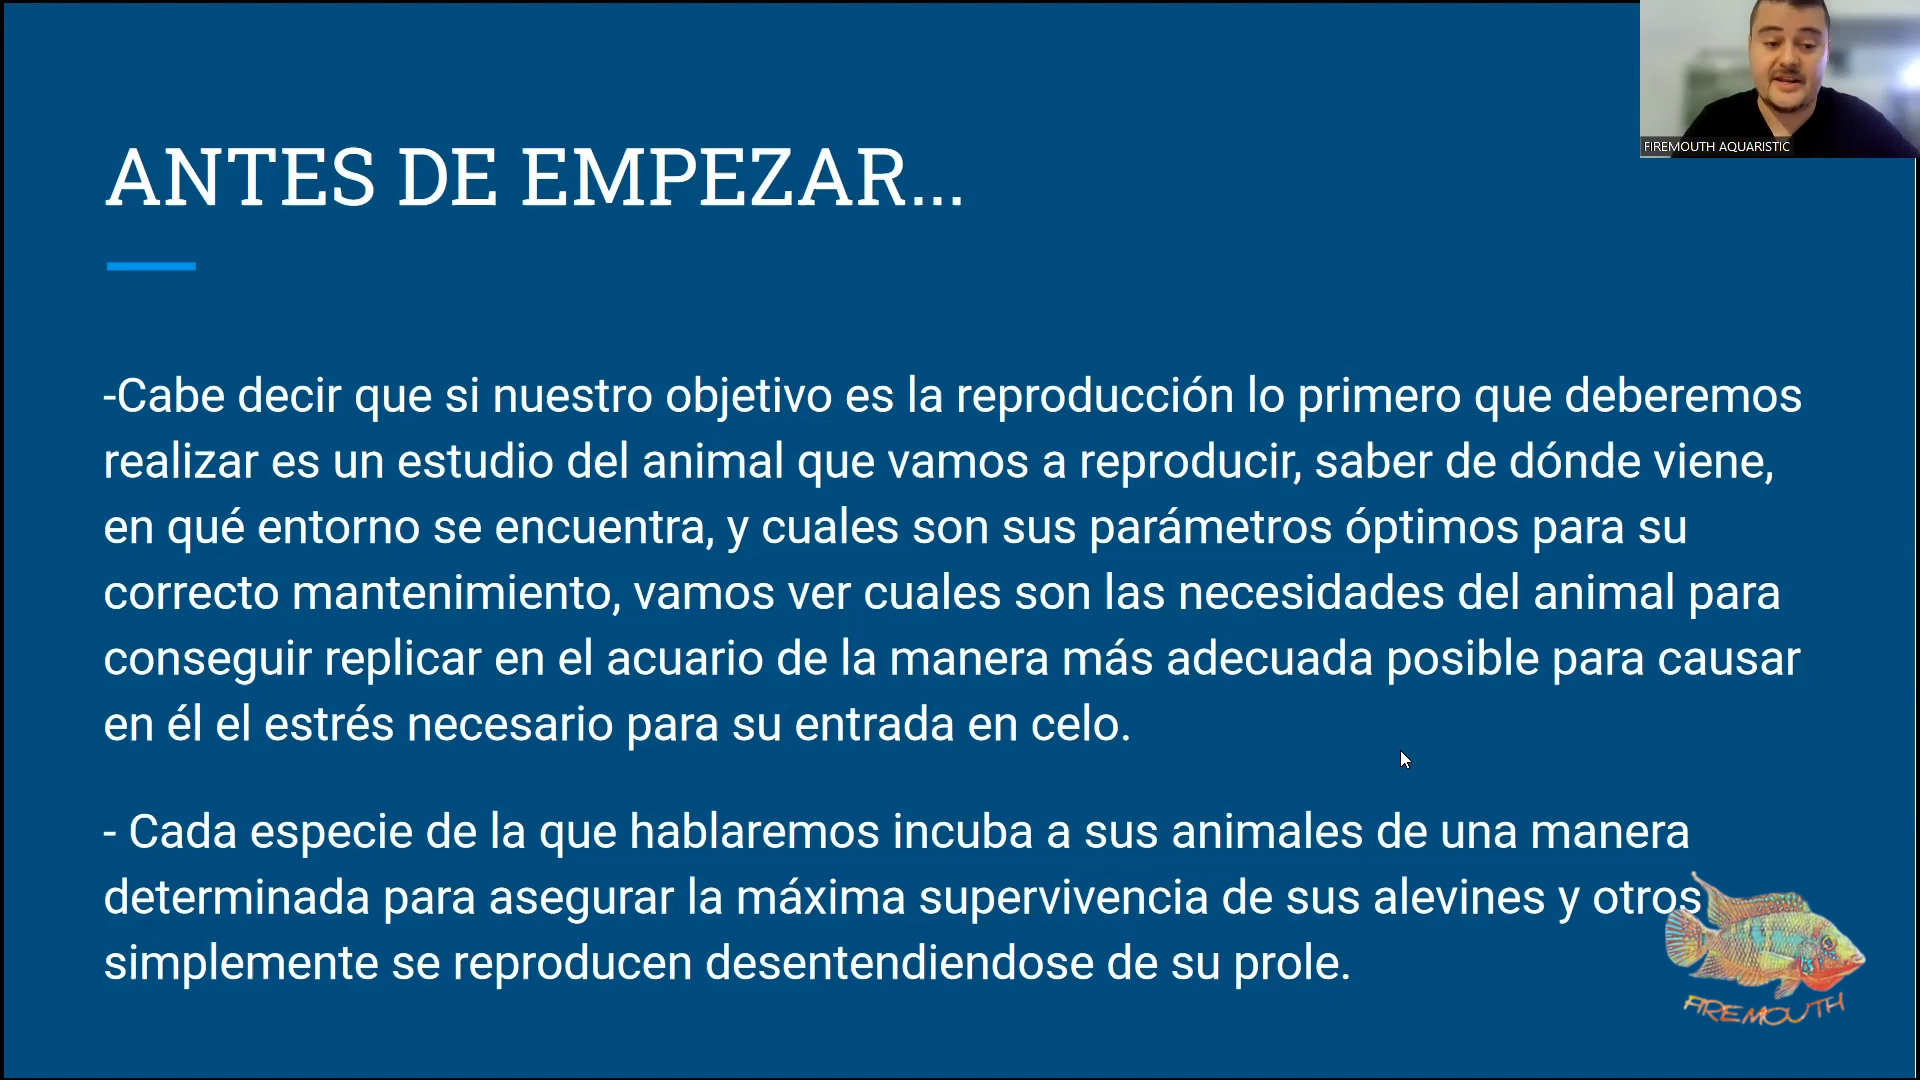 FIREMOUTH AQUARISTIC
ANTES DE EMPEZAR...
-Cabe decir que si nuestro objetivo es la reproducción lo primero que deberemos
realizar es un estudio del animal que vamos a reproducir, saber de dónde viene,
en qué entorno se encuentra, y cuales son sus parámetros óptimos para su
correcto mantenimiento, vamos ver cuales son las necesidades del animal para
conseguir replicar en el acuario de la manera más adecuada posible para causar
en él el estrés necesario para su entrada en celo.
- Cada especie de la que hablaremos incuba a sus animales de una manera
determinada para asegurar la máxima supervivencia de sus alevines y otros
simplemente se reproducen desentendiendose de su prole.
FIREMOUTH